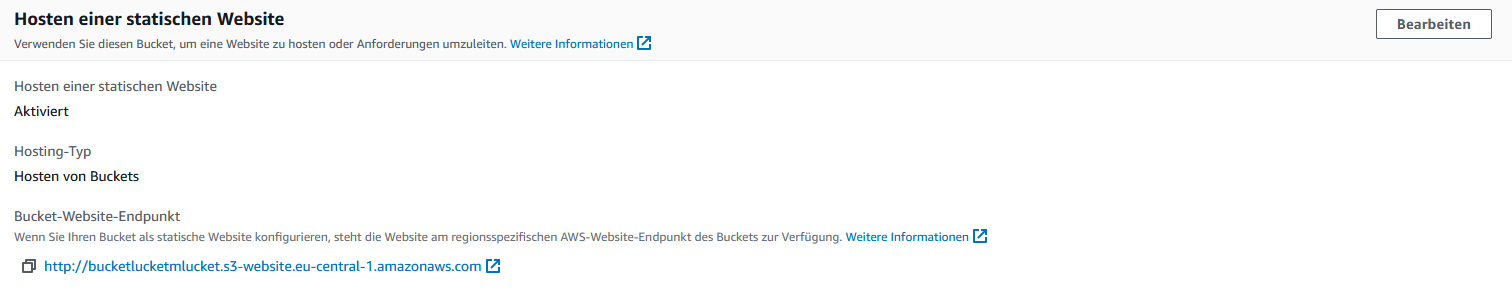 Hosten einer statischen Website
Bearbeiten
Verwenden Sie diesen Bucket, um eine Website zu hosten oder Anforderungen umzuleiten. Weitere Informationen
Hosten einer statischen Website
Aktiviert
Hosting-Typ
Hosten von Buckets
Bucket-Website-Endpunkt
Wenn Sie Ihren Bucket als statische Website konfigurieren, steht die Website am regionsspezifischen AWS-Website-Endpunkt des Buckets zur Verfügung. Weitere Informationen
http://bucketlucketmlucket.s3-website.eu-central-1.amazonaws.com